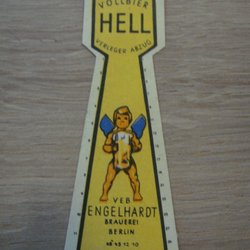 VOLLBIER
HELL
VERLEGER ABZUG
VEB
ENGELHARDT
BRAUEREI
BERLIN